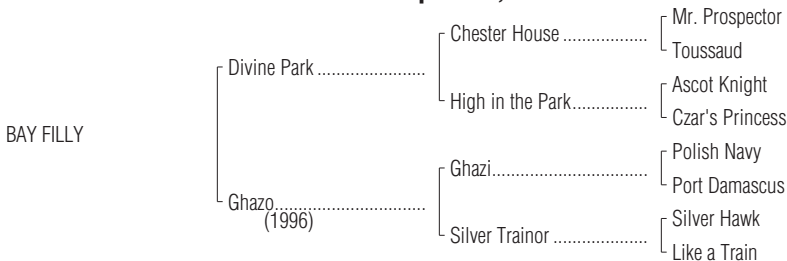 Mr. Prospector
Chester House ....................
Toussaud
Divine Park .......................
Ascot Knight
High in the Park..................
Czar's Princess
BAY FILLY
Polish Navy
Ghazi.....................................
Port Damascus
Ghazo....................................
(1996)
Silver Hawk
Silver Trainor ......................
Like a Train